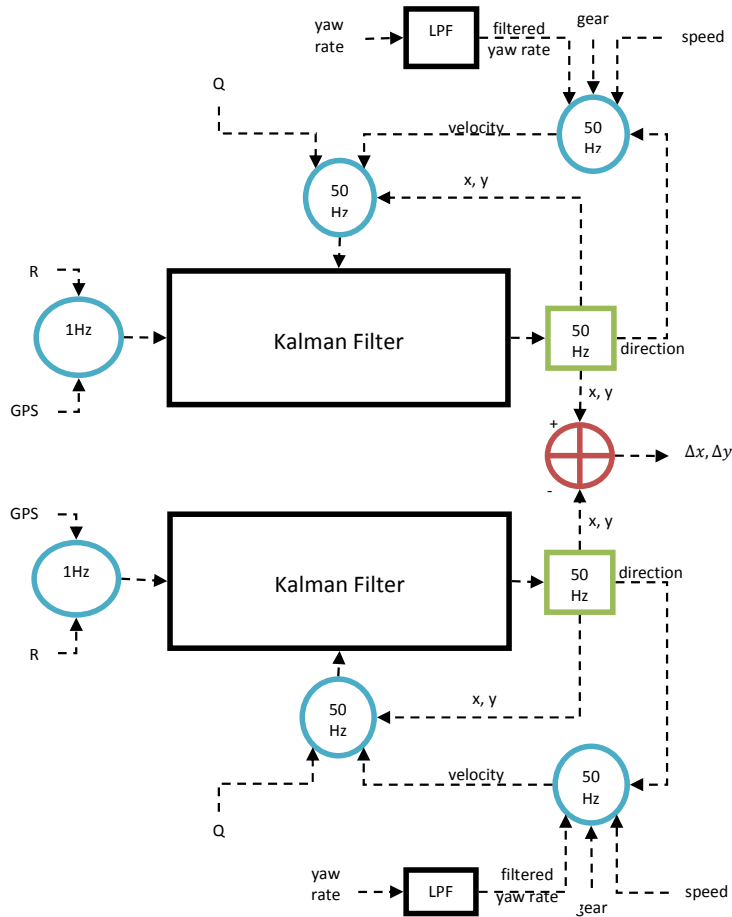 yaw
rate
LPF
filtered
yaw rate
gear
speed
Q
velocity
50
Hz
50
Hz
x, y
R
1Hz
Kalman Filter
50
Hz
direction
GPS
x, y
+
Δx, Δy
-
GPS
x, y
1Hz
Kalman Filter
50
Hz
direction
R
50
Hz
x, y
velocity
50
Hz
Q
yaw
rate
LPF
filtered
yaw rate
gear
speed